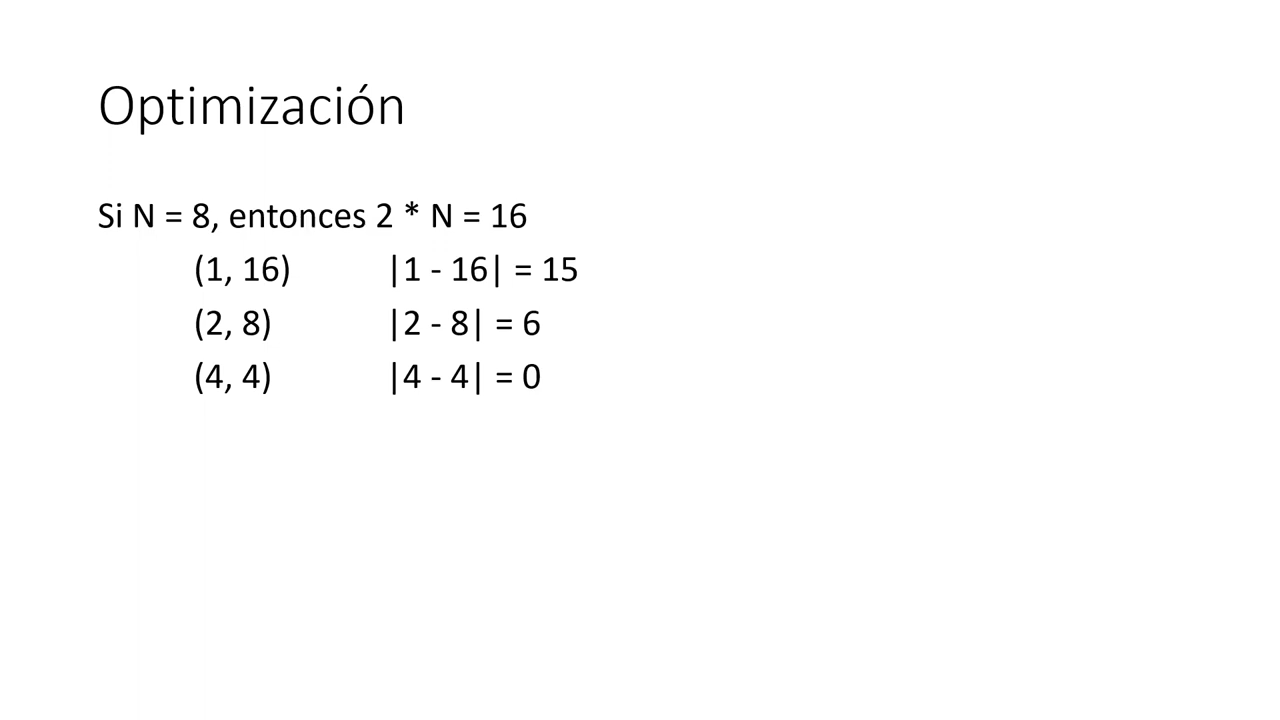 Optimización
Si N = 8, entonces 2 * N = 16
(1, 16) |1 - 16| = 15
(2, 8) |2 - 8| = 6
(4, 4) |4 - 4| = 0